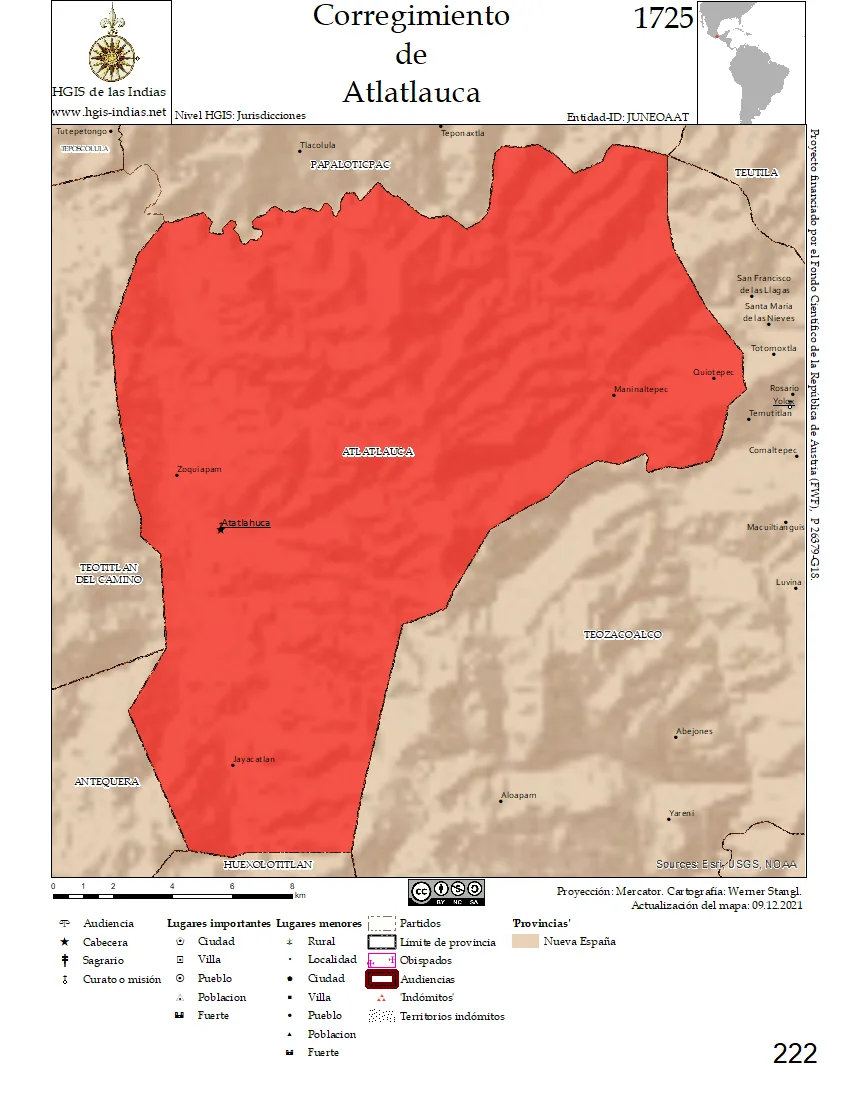 Corregimiento
de
Atlatlauca
1725
HGIS de las Indias
www.hgis-indias.net
Nivel HGIS: Jurisdicciones
Entidad-ID: JUNEOAAT
Tutepetongo
TEPOSCOLULA
Tlacolula
Teponaxtla
PAPALOTICPAC
TEUTILA
San Francisco
de las Llagas
Santa Maria
de las Nieves
Totomoxtla
Quiotepec
Maninaltepec
Rosario
Yolox
Temutitlan
ATLATLAUCA
Comaltepec
Zoquiapam
Atatlahuca
Macuiltianguis
TEOTITLAN
DEL CAMINO
Luvina
TEOZACOALCO
Abejones
Jayacatlan
ANTEQUERA
Aloapam
Yareni
HUEXOLOTITLAN
Sources: Esri, USGS, NOAA
Proyecto financiado por el Fondo Científico de la República de Austria (FWF), P 26379-G18.
0 1 2 4 6 8
km
CC BY NC SA
Proyección: Mercator. Cartografía: Werner Stangl.
Actualización del mapa: 09.12.2021
Audiencia
Cabecera
Sagrario
Curato o misión
Lugares importantes
Ciudad
Villa
Pueblo
Poblacion
Fuerte
Lugares menores
Rural
Localidad
Ciudad
Villa
Pueblo
Poblacion
Fuerte
Partidos
Límite de provincia
Obispados
Audiencias
'Indómitos'
Territorios indómitos
'Provincias'
Nueva España
222